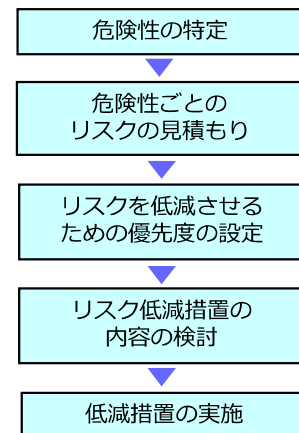 危険性の特定
危険性ごとの
リスクの見積もり
リスクを低減させる
ための優先度の設定
リスク低減措置の
内容の検討
低減措置の実施